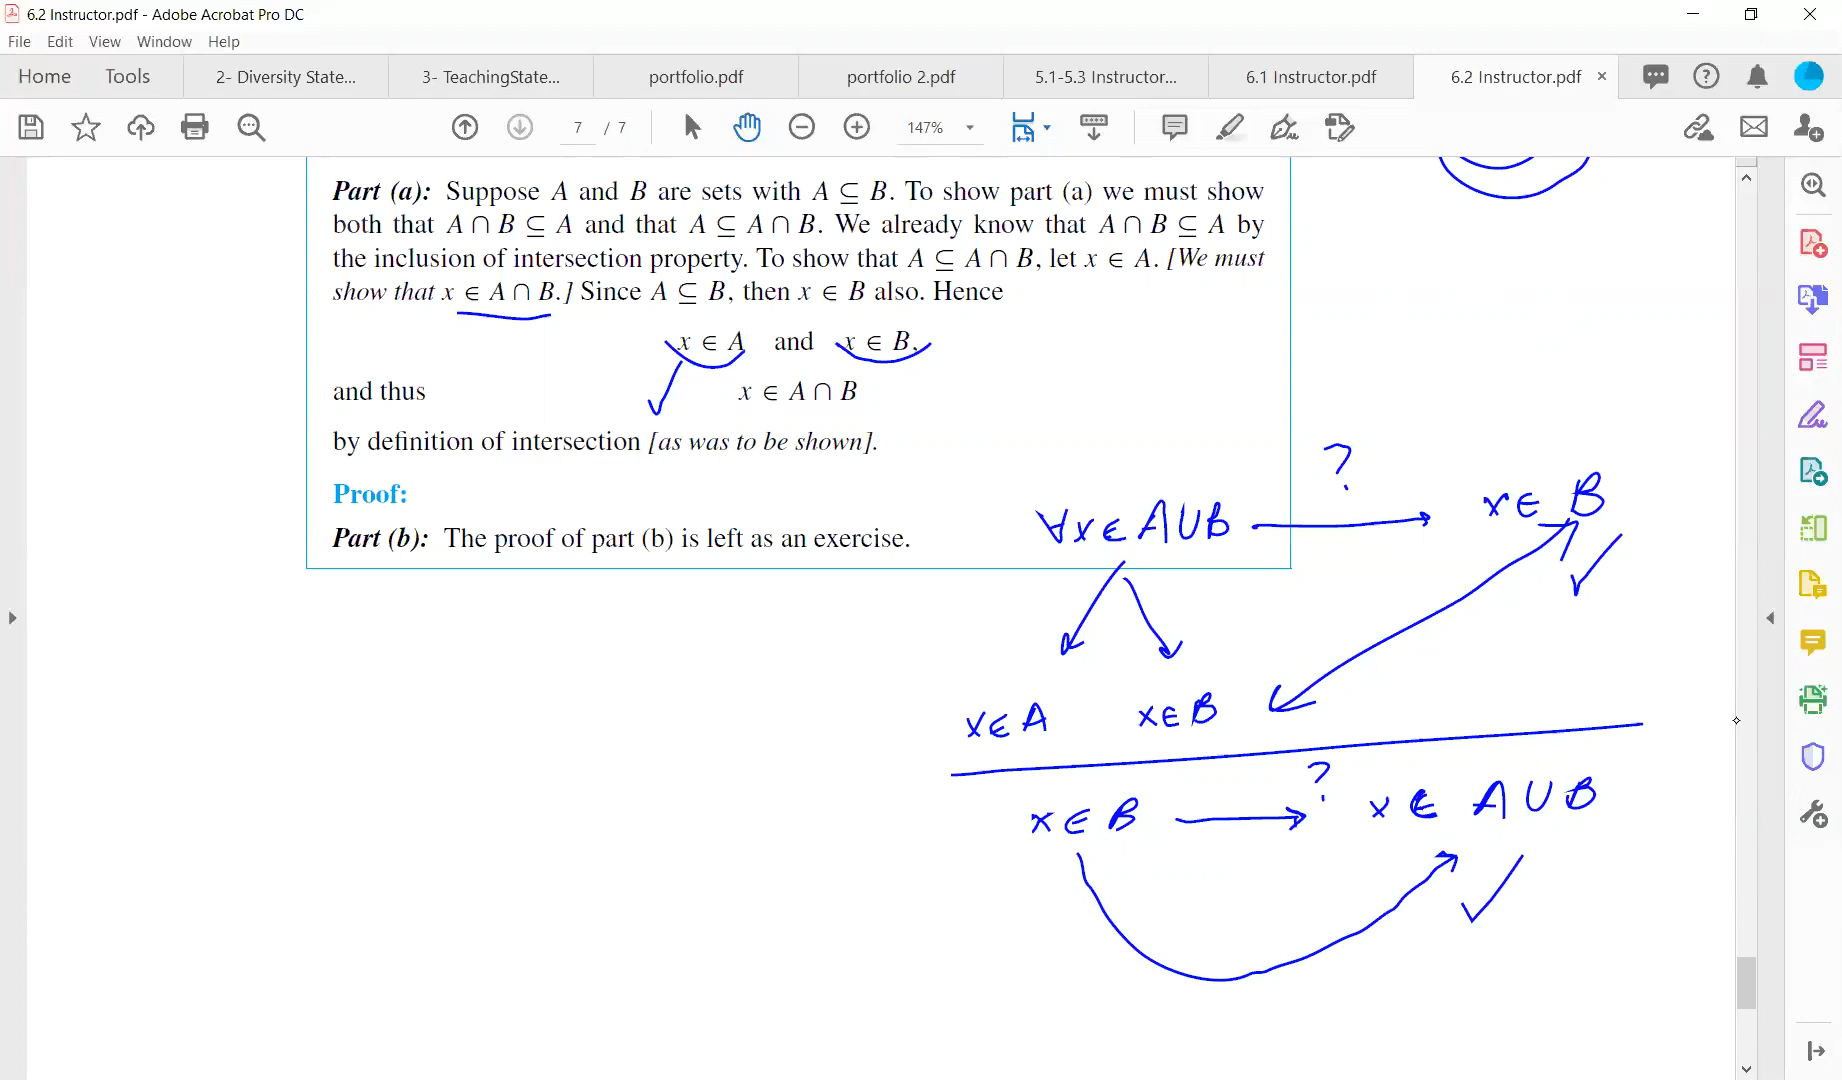 6.2 Instructor.pdf - Adobe Acrobat Pro DC
File Edit View Window Help
Home Tools 2- Diversity State... 3- TeachingState... portfolio.pdf portfolio 2.pdf 5.1-5.3 Instructor... 6.1 Instructor.pdf 6.2 Instructor.pdf ×
7 / 7 147%
Part (a): Suppose A and B are sets with A ⊆ B. To show part (a) we must show
both that A ∩ B ⊆ A and that A ⊆ A ∩ B. We already know that A ∩ B ⊆ A by
the inclusion of intersection property. To show that A ⊆ A ∩ B, let x ∈ A. [We must
show that x ∈ A ∩ B.] Since A ⊆ B, then x ∈ B also. Hence
x ∈ A and x ∈ B,
and thus x ∈ A ∩ B
by definition of intersection [as was to be shown].
Proof:
Part (b): The proof of part (b) is left as an exercise.
?
∀x∈A∪B → x∈B
x∈A x∈B
?
x∈B → x∈A∪B